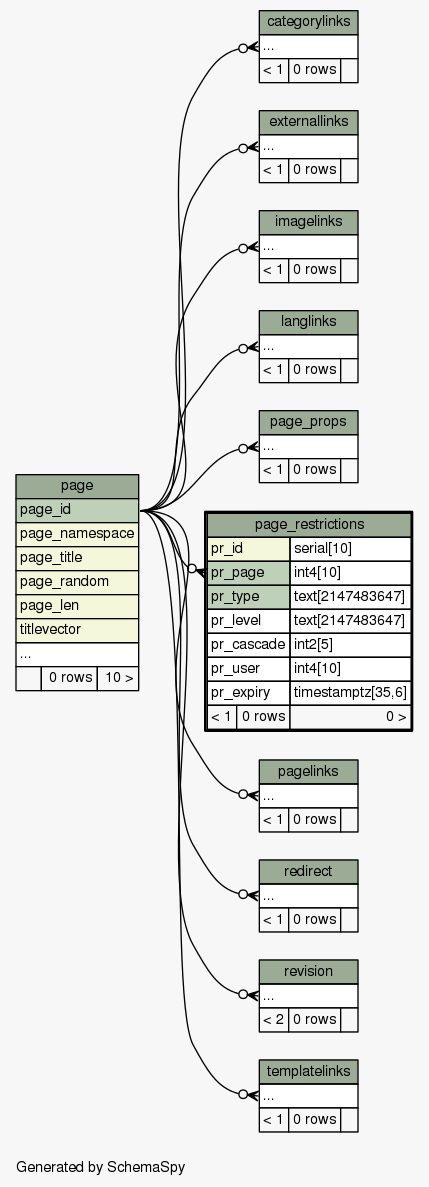 categorylinks
...
< 1 0 rows
externallinks
...
< 1 0 rows
imagelinks
...
< 1 0 rows
langlinks
...
< 1 0 rows
page_props
...
< 1 0 rows
page
page_id
page_namespace
page_title
page_random
page_len
titlevector
...
0 rows 10 >
page_restrictions
pr_id serial[10]
pr_page int4[10]
pr_type text[2147483647]
pr_level text[2147483647]
pr_cascade int2[5]
pr_user int4[10]
pr_expiry timestamptz[35,6]
< 1 0 rows 0 >
pagelinks
...
< 1 0 rows
redirect
...
< 1 0 rows
revision
...
< 2 0 rows
templatelinks
...
< 1 0 rows
Generated by SchemaSpy